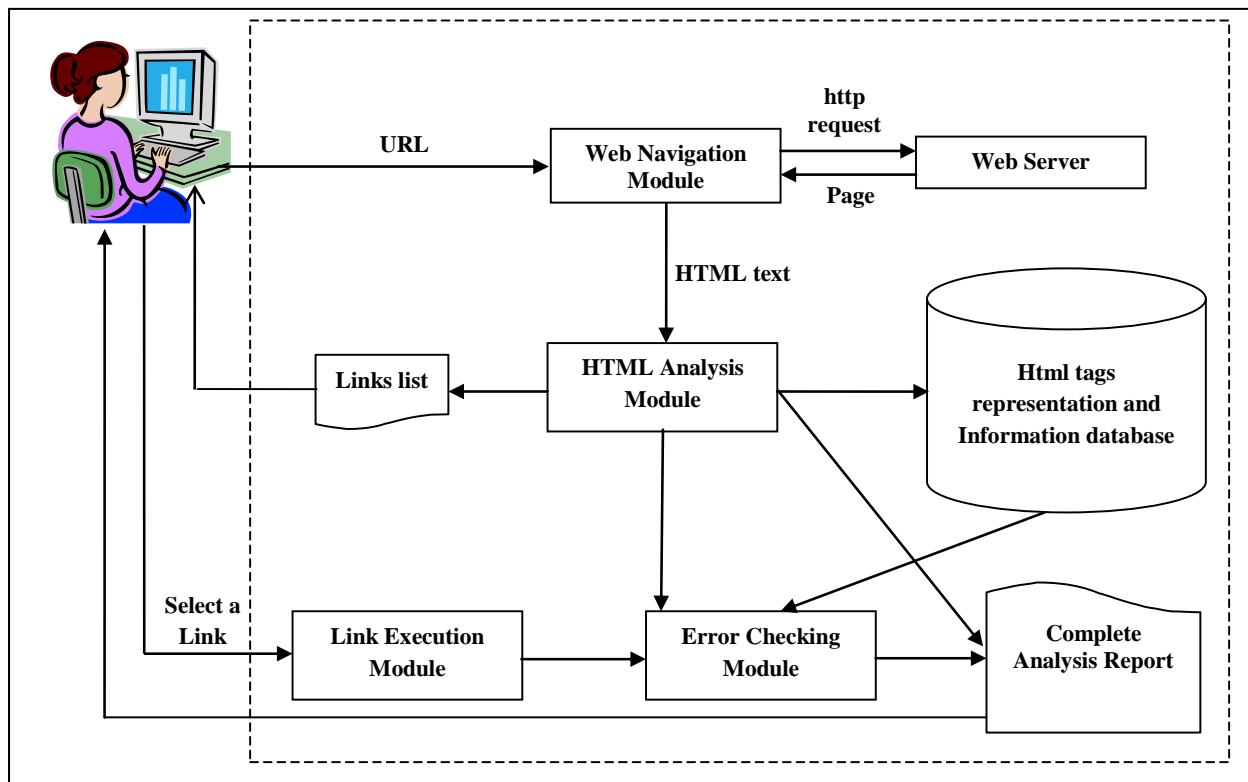 http
request
URL
Web Navigation
Module
Web Server
Page
HTML text
Links list
HTML Analysis
Module
Html tags
representation and
Information database
Select a
Link
Link Execution
Module
Error Checking
Module
Complete
Analysis Report